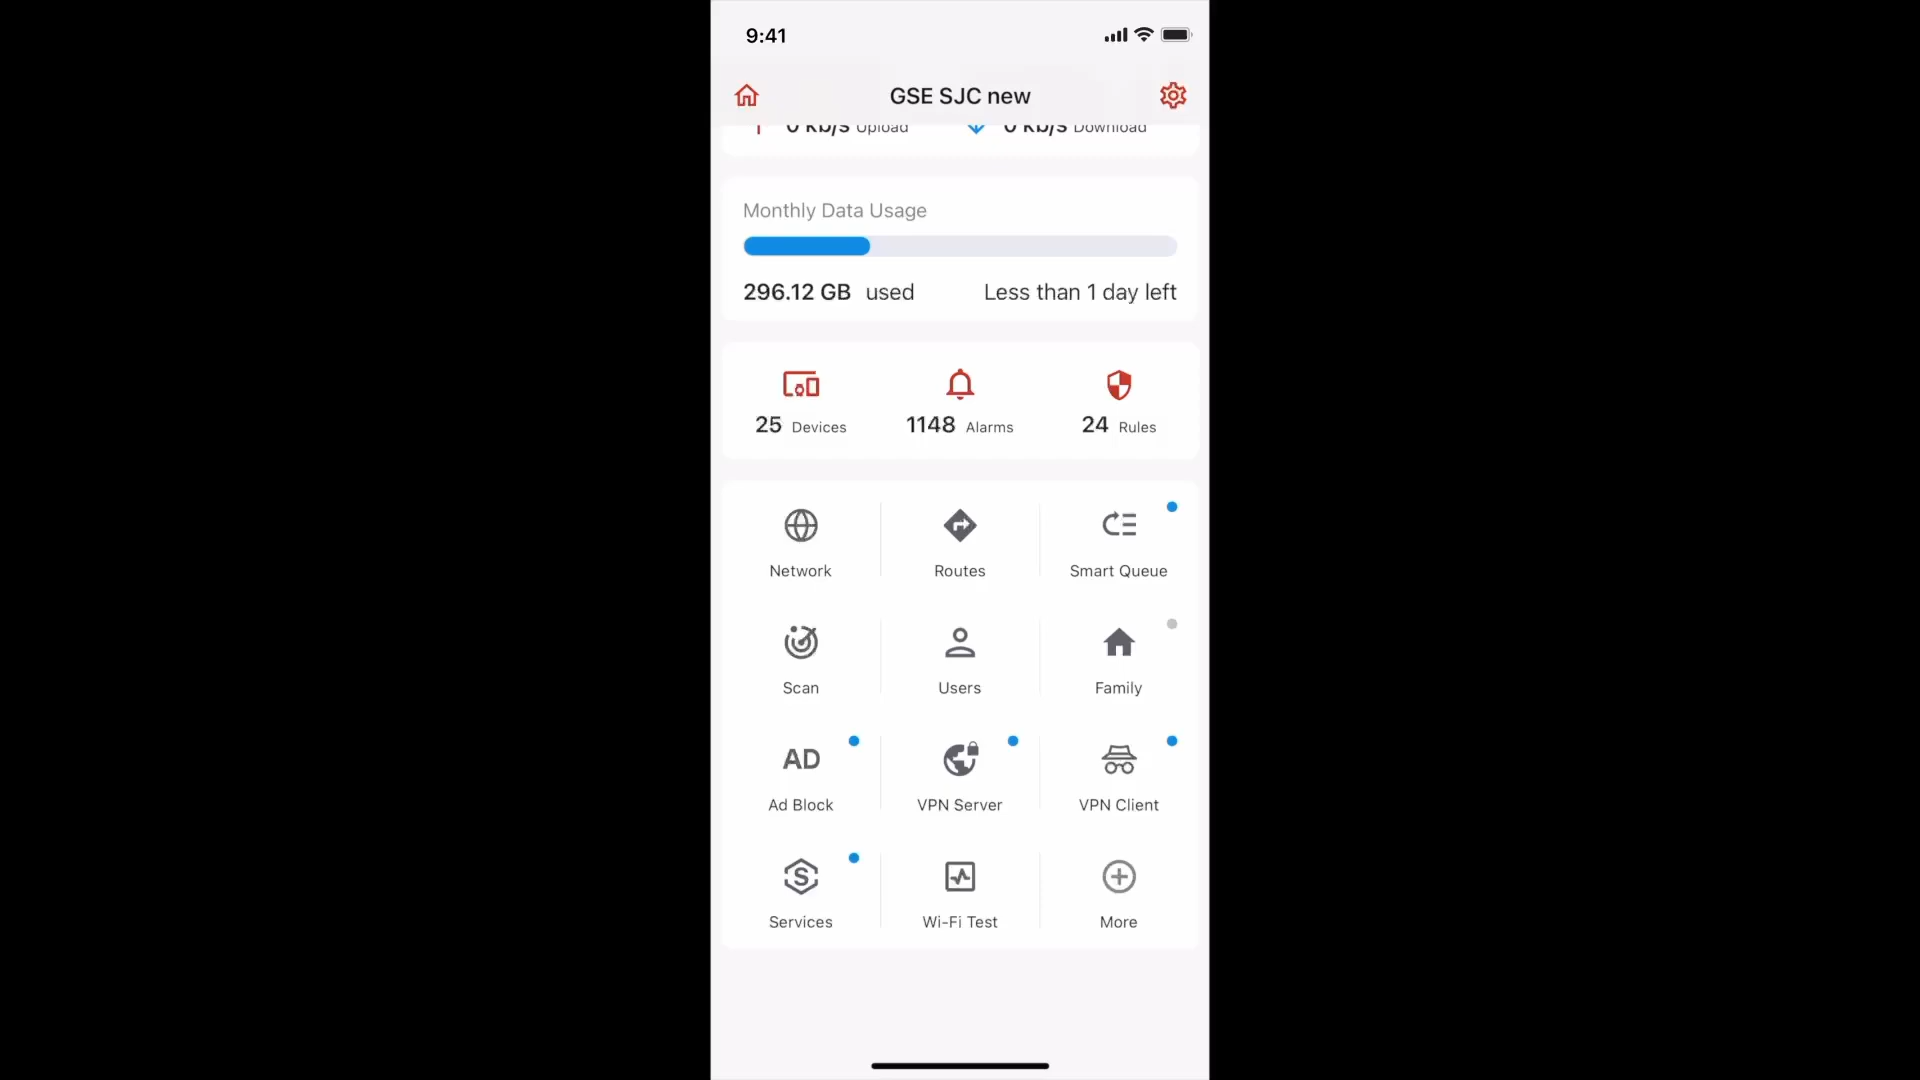 9:41
GSE SJC new
0 Kb/s Upload 0 Kb/s Download
Monthly Data Usage
296.12 GB used Less than 1 day left
25 Devices 1148 Alarms 24 Rules
Network Routes Smart Queue
Scan Users Family
AD
Ad Block VPN Server VPN Client
S
Services Wi-Fi Test More